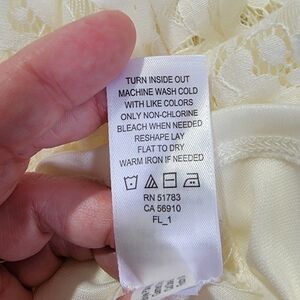 TURN INSIDE OUT
MACHINE WASH COLD
WITH LIKE COLORS
ONLY NON-CHLORINE
BLEACH WHEN NEEDED
RESHAPE LAY
FLAT TO DRY
WARM IRON IF NEEDED
RN 51783
CA 56910
FL_1